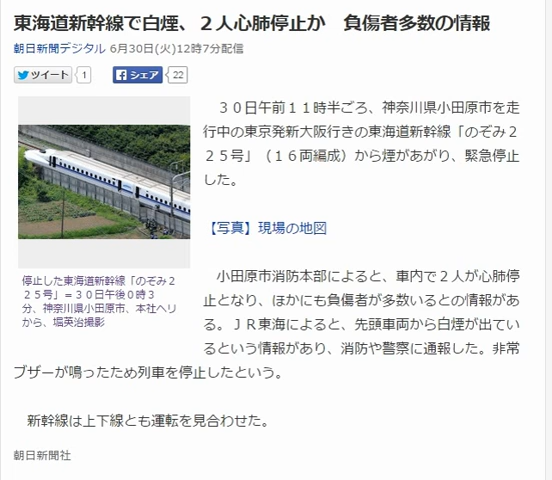 東海道新幹線で白煙、２人心肺停止か　負傷者多数の情報
朝日新聞デジタル 6月30日(火)12時7分配信
ツイート 1 シェア 22
３０日午前１１時半ごろ、神奈川県小田原市を走
行中の東京発新大阪行きの東海道新幹線「のぞみ２
２５号」（１６両編成）から煙があがり、緊急停止
した。
【写真】現場の地図
停止した東海道新幹線「のぞみ２
２５号」＝３０日午後０時３
分、神奈川県小田原市、本社ヘリ
から、堀英治撮影
小田原市消防本部によると、車内で２人が心肺停
止となり、ほかにも負傷者が多数いるとの情報があ
る。ＪＲ東海によると、先頭車両から白煙が出てい
るという情報があり、消防や警察に通報した。非常
ブザーが鳴ったため列車を停止したという。
新幹線は上下線とも運転を見合わせた。
朝日新聞社